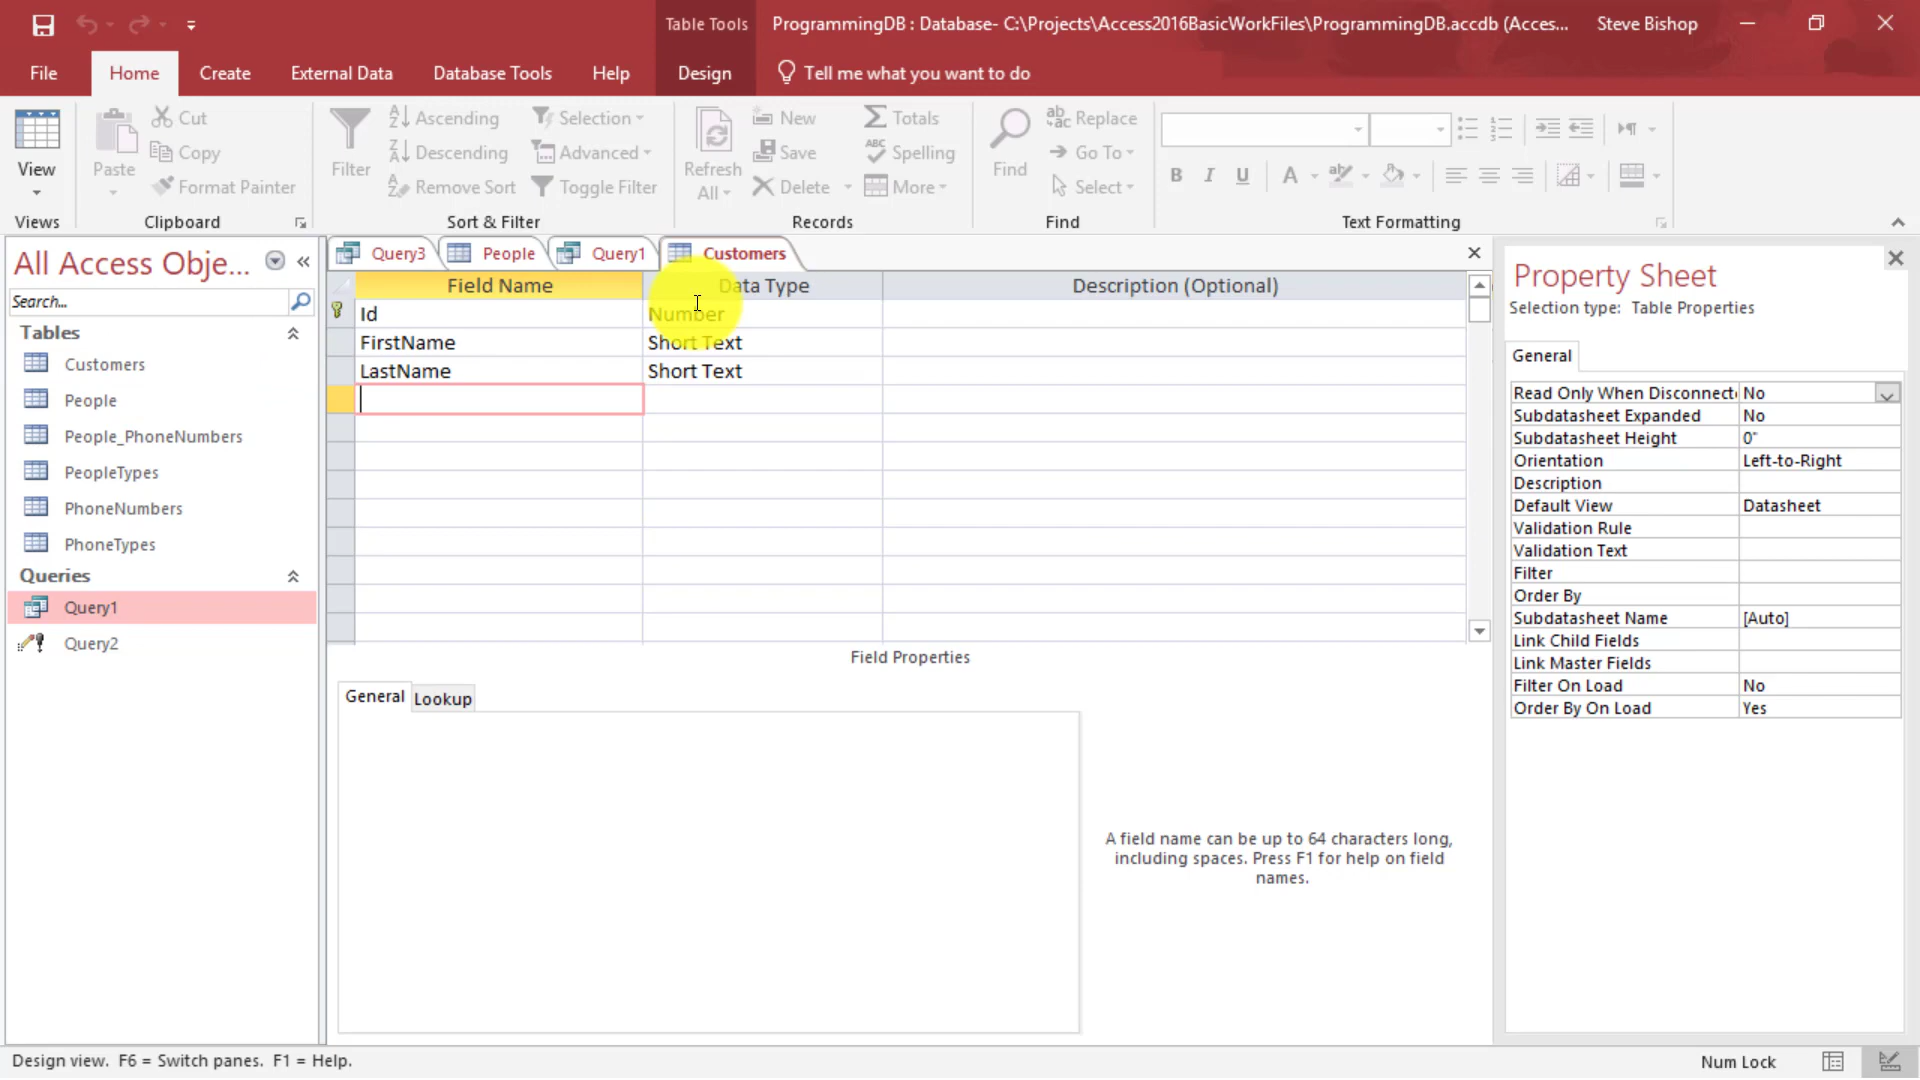 Table Tools
ProgrammingDB : Database- C:\Projects\Access2016BasicWorkFiles\ProgrammingDB.accdb (Acces...
Steve Bishop
File
Home
Create
External Data
Database Tools
Help
Design
Tell me what you want to do
View
Views
Paste
Cut
Copy
Format Painter
Clipboard
Filter
Ascending
Descending
Remove Sort
Selection
Advanced
Toggle Filter
Sort & Filter
Refresh
All
New
Save
Delete
Totals
Spelling
More
Records
Find
Replace
Go To
Select
Find
B I U A
Text Formatting
All Access Obje...
Search...
Tables
Customers
People
People_PhoneNumbers
PeopleTypes
PhoneNumbers
PhoneTypes
Queries
Query1
Query2
Query3
People
Query1
Customers
Field Name Data Type Description (Optional)
Id Number
FirstName Short Text
LastName Short Text
Field Properties
General
Lookup
A field name can be up to 64 characters long,
including spaces. Press F1 for help on field
names.
Property Sheet
Selection type: Table Properties
General
Read Only When Disconnect No
Subdatasheet Expanded No
Subdatasheet Height 0"
Orientation Left-to-Right
Description
Default View Datasheet
Validation Rule
Validation Text
Filter
Order By
Subdatasheet Name [Auto]
Link Child Fields
Link Master Fields
Filter On Load No
Order By On Load Yes
Design view. F6 = Switch panes. F1 = Help.
Num Lock